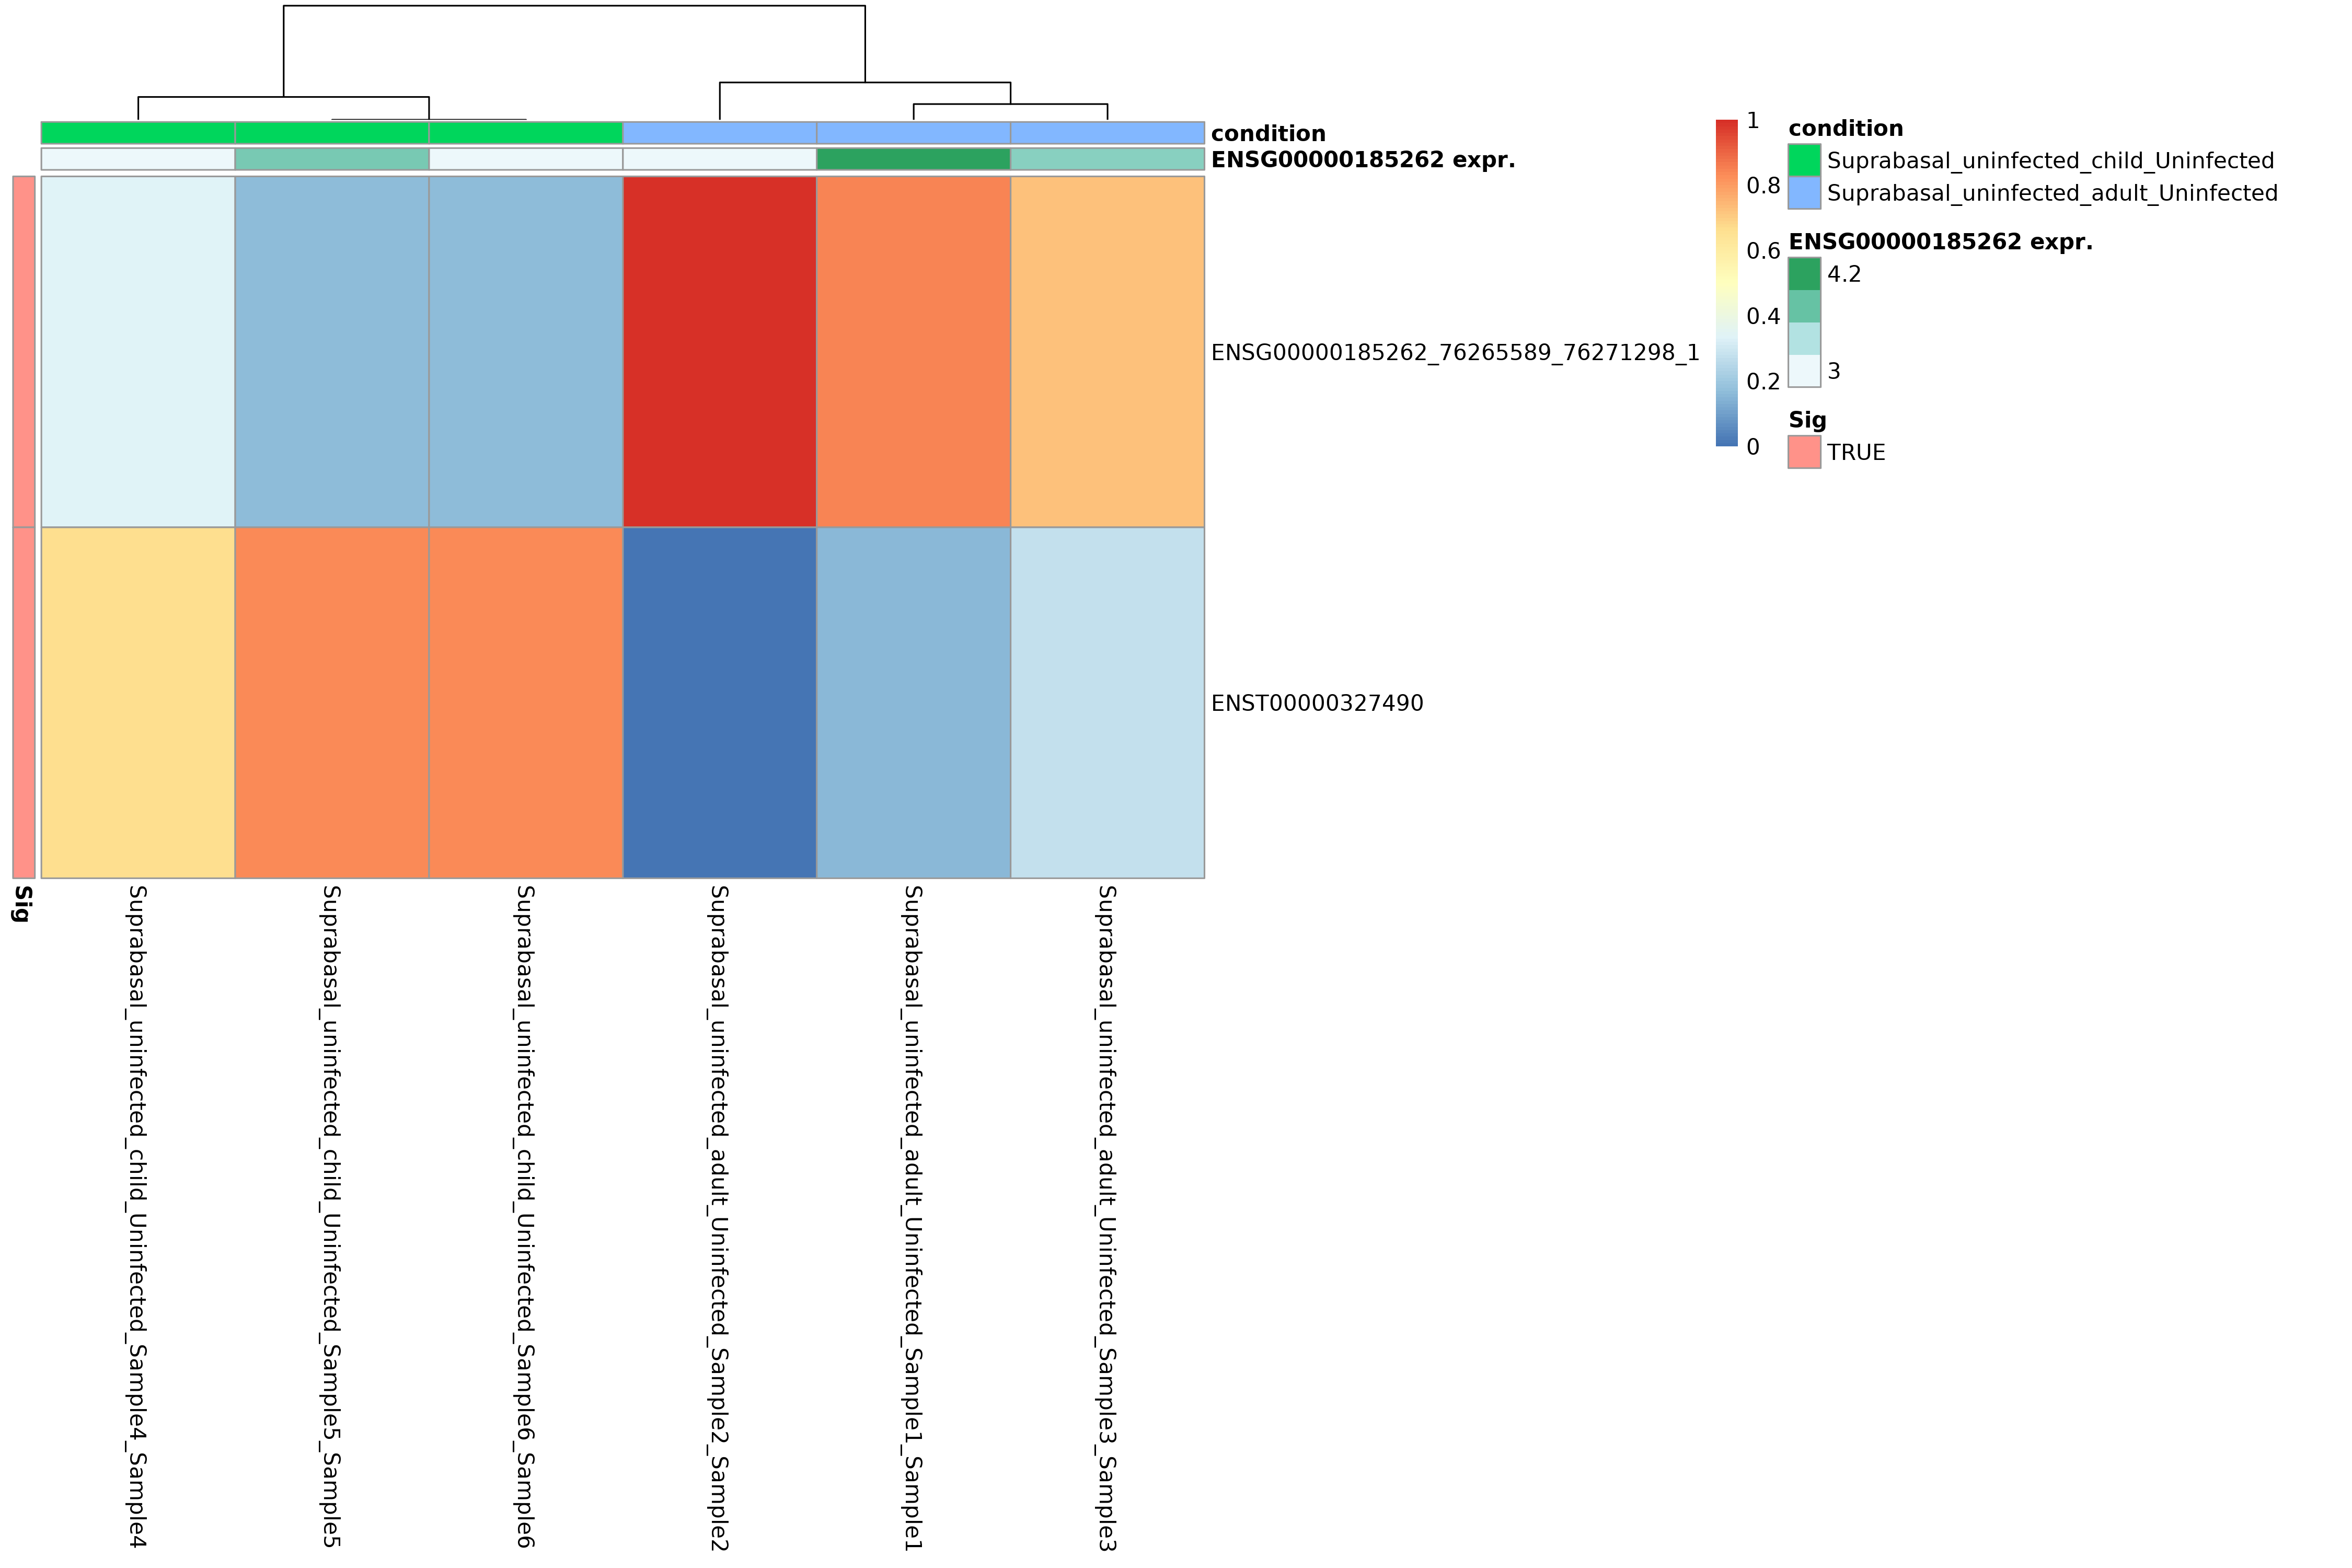 condition
ENSG00000185262 expr.
ENSG00000185262_76265589_76271298_1
ENST00000327490
1
0.8
0.6
0.4
0.2
0
condition
Suprabasal_uninfected_child_Uninfected
Suprabasal_uninfected_adult_Uninfected
ENSG00000185262 expr.
4.2
3
Sig
TRUE
Sig
Suprabasal_uninfected_child_Uninfected_Sample4_Sample4
Suprabasal_uninfected_child_Uninfected_Sample5_Sample5
Suprabasal_uninfected_child_Uninfected_Sample6_Sample6
Suprabasal_uninfected_adult_Uninfected_Sample2_Sample2
Suprabasal_uninfected_adult_Uninfected_Sample1_Sample1
Suprabasal_uninfected_adult_Uninfected_Sample3_Sample3